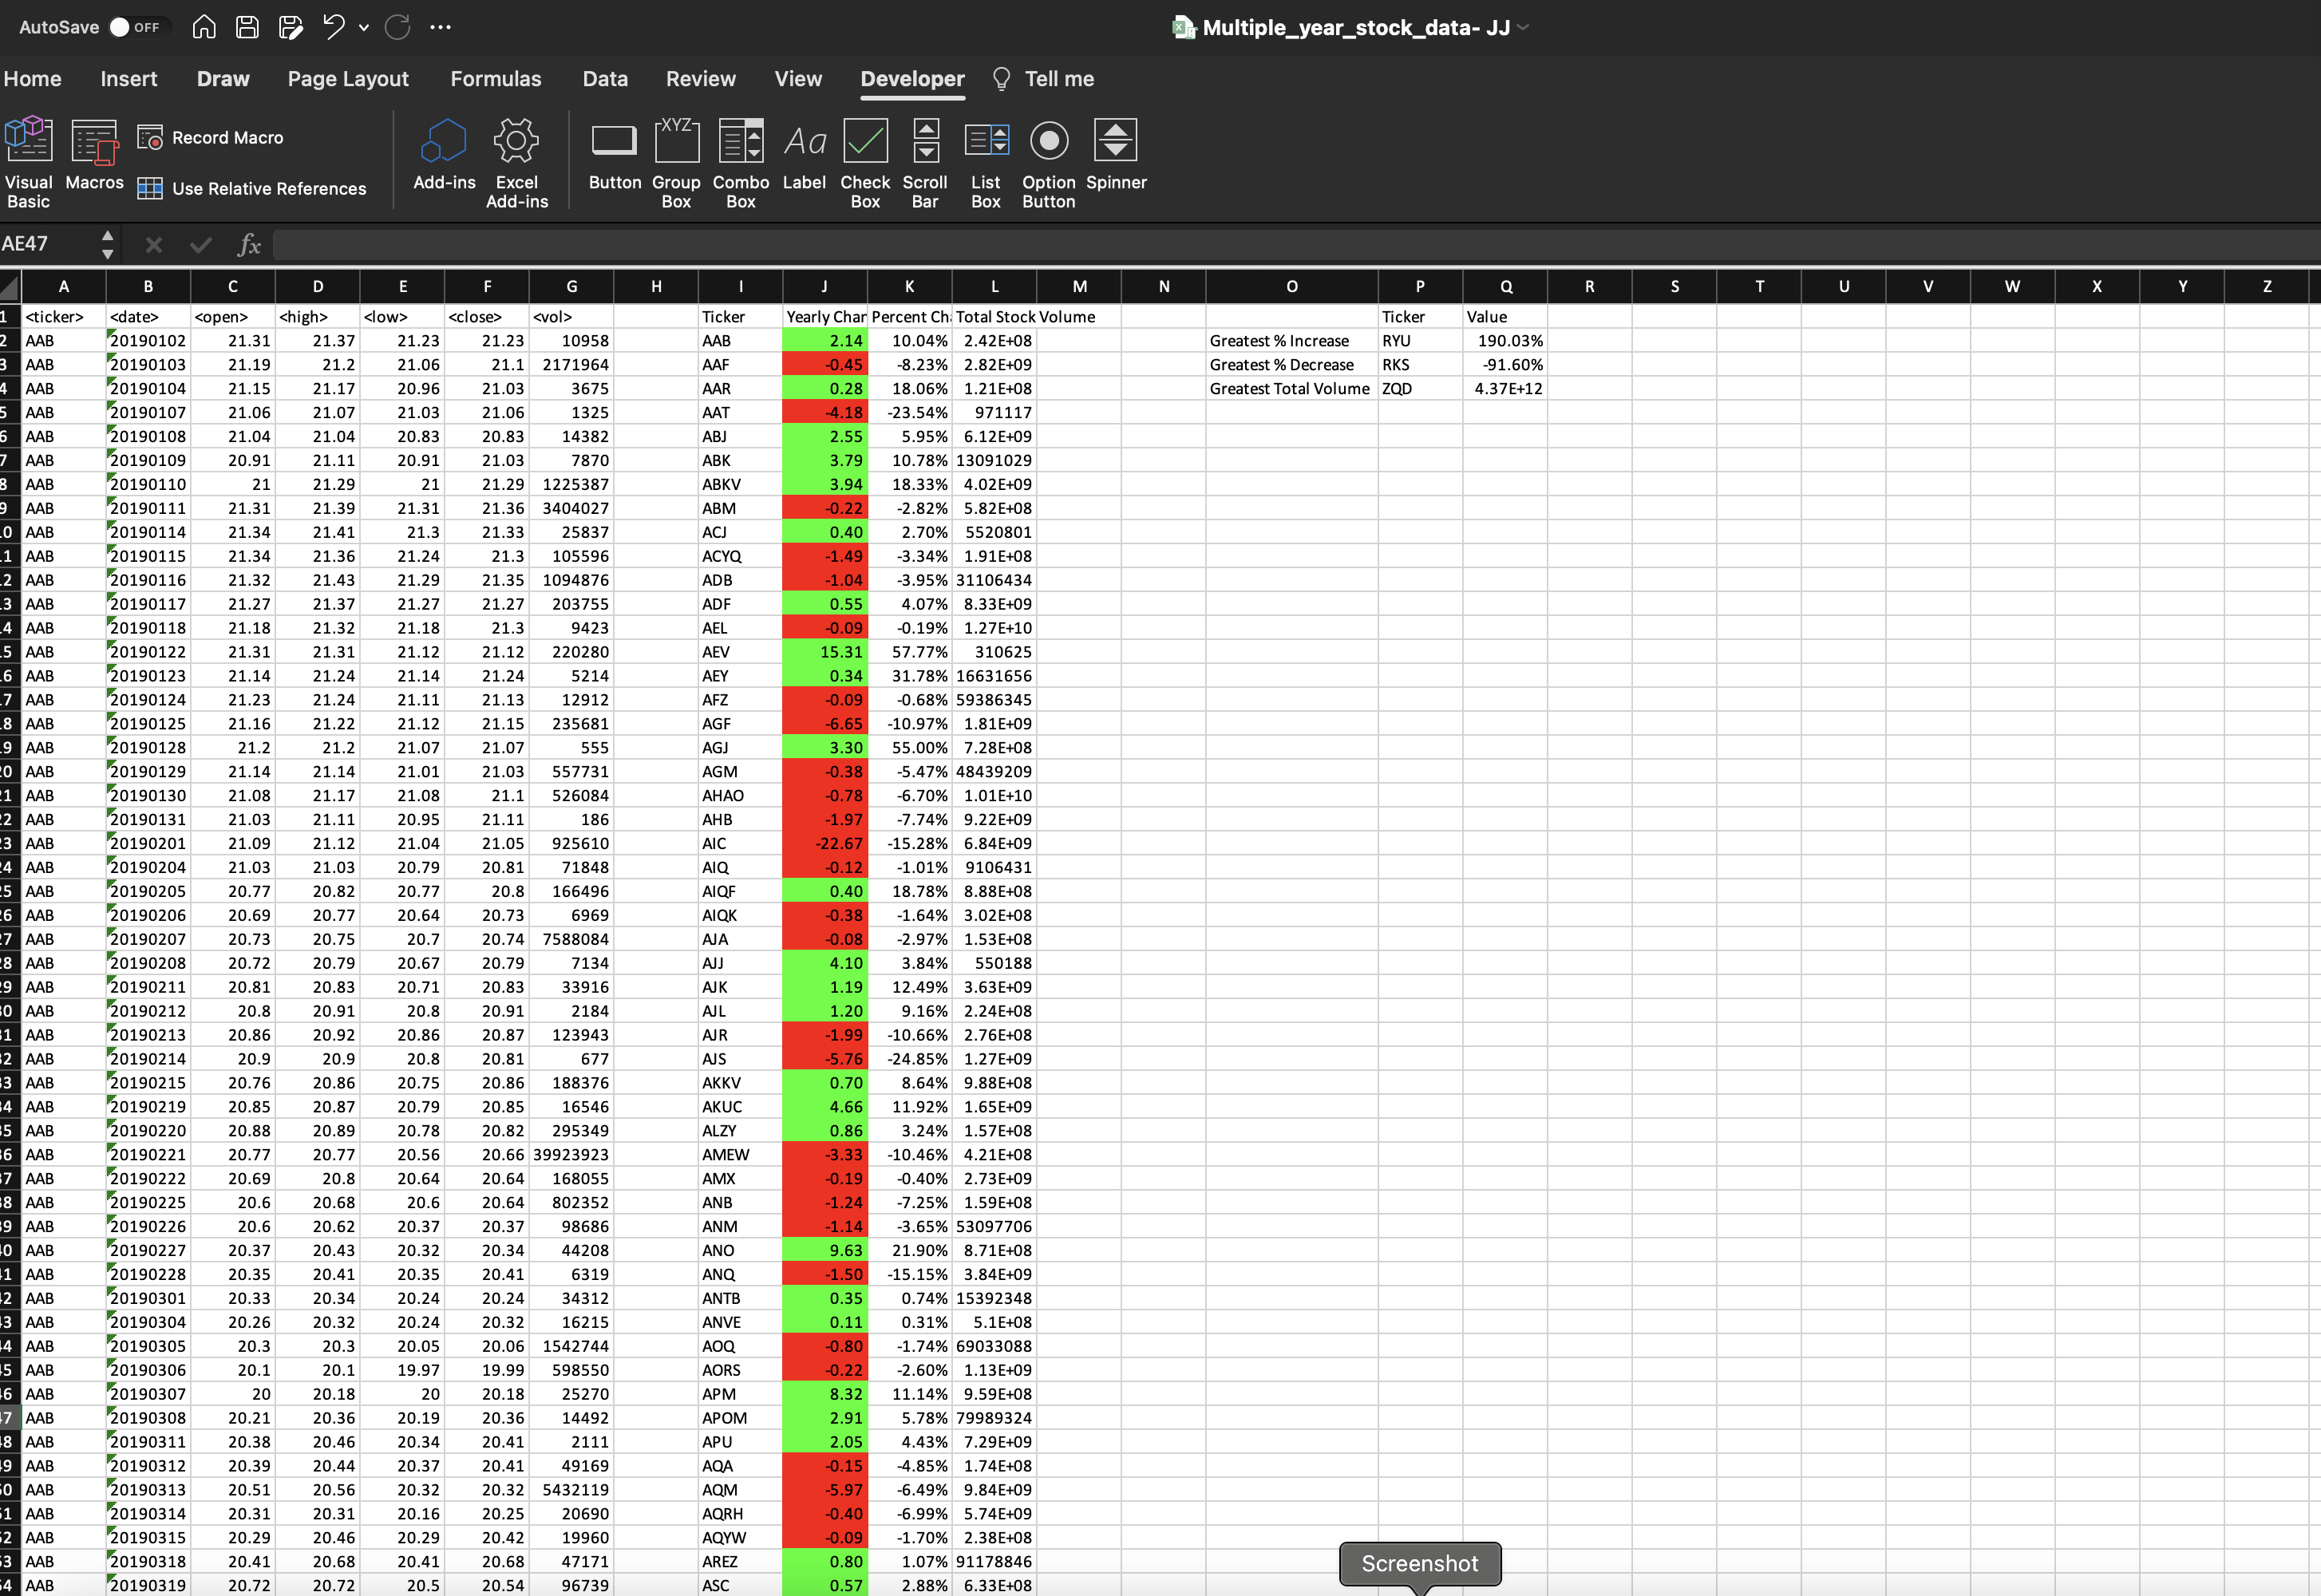 AutoSave OFF Multiple_year_stock_data- JJ
Home Insert Draw Page Layout Formulas Data Review View Developer Tell me
Visual Basic Macros Record Macro Use Relative References Add-ins Excel Add-ins Button XYZ Group Box Combo Box Aa Label Check Box Scroll Bar List Box Option Button Spinner
AE47 fx
A B C D E F G H I J K L M N O P Q R S T U V W X Y Z
1 <ticker> <date> <open> <high> <low> <close> <vol> Ticker Yearly Char Percent Ch Total Stock Volume Ticker Value
2 AAB 20190102 21.31 21.37 21.23 21.23 10958 AAB 2.14 10.04% 2.42E+08 Greatest % Increase RYU 190.03%
3 AAB 20190103 21.19 21.2 21.06 21.1 2171964 AAF -0.45 -8.23% 2.82E+09 Greatest % Decrease RKS -91.60%
4 AAB 20190104 21.15 21.17 20.96 21.03 3675 AAR 0.28 18.06% 1.21E+08 Greatest Total Volume ZQD 4.37E+12
5 AAB 20190107 21.06 21.07 21.03 21.06 1325 AAT -4.18 -23.54% 971117
6 AAB 20190108 21.04 21.04 20.83 20.83 14382 ABJ 2.55 5.95% 6.12E+09
7 AAB 20190109 20.91 21.11 20.91 21.03 7870 ABK 3.79 10.78% 13091029
8 AAB 20190110 21 21.29 21 21.29 1225387 ABKV 3.94 18.33% 4.02E+09
9 AAB 20190111 21.31 21.39 21.31 21.36 3404027 ABM -0.22 -2.82% 5.82E+08
0 AAB 20190114 21.34 21.41 21.3 21.33 25837 ACJ 0.40 2.70% 5520801
1 AAB 20190115 21.34 21.36 21.24 21.3 105596 ACYQ -1.49 -3.34% 1.91E+08
2 AAB 20190116 21.32 21.43 21.29 21.35 1094876 ADB -1.04 -3.95% 31106434
3 AAB 20190117 21.27 21.37 21.27 21.27 203755 ADF 0.55 4.07% 8.33E+09
4 AAB 20190118 21.18 21.32 21.18 21.3 9423 AEL -0.09 -0.19% 1.27E+10
5 AAB 20190122 21.31 21.31 21.12 21.12 220280 AEV 15.31 57.77% 310625
6 AAB 20190123 21.14 21.24 21.14 21.24 5214 AEY 0.34 31.78% 16631656
7 AAB 20190124 21.23 21.24 21.11 21.13 12912 AFZ -0.09 -0.68% 59386345
8 AAB 20190125 21.16 21.22 21.12 21.15 235681 AGF -6.65 -10.97% 1.81E+09
9 AAB 20190128 21.2 21.2 21.07 21.07 555 AGJ 3.30 55.00% 7.28E+08
20 AAB 20190129 21.14 21.14 21.01 21.03 557731 AGM -0.38 -5.47% 48439209
21 AAB 20190130 21.08 21.17 21.08 21.1 526084 AHAO -0.78 -6.70% 1.01E+10
22 AAB 20190131 21.03 21.11 20.95 21.11 186 AHB -1.97 -7.74% 9.22E+09
23 AAB 20190201 21.09 21.12 21.04 21.05 925610 AIC -22.67 -15.28% 6.84E+09
24 AAB 20190204 21.03 21.03 20.79 20.81 71848 AIQ -0.12 -1.01% 9106431
25 AAB 20190205 20.77 20.82 20.77 20.8 166496 AIQF 0.40 18.78% 8.88E+08
26 AAB 20190206 20.69 20.77 20.64 20.73 6969 AIQK -0.38 -1.64% 3.02E+08
27 AAB 20190207 20.73 20.75 20.7 20.74 7588084 AJA -0.08 -2.97% 1.53E+08
28 AAB 20190208 20.72 20.79 20.67 20.79 7134 AJJ 4.10 3.84% 550188
29 AAB 20190211 20.81 20.83 20.71 20.83 33916 AJK 1.19 12.49% 3.63E+09
30 AAB 20190212 20.8 20.91 20.8 20.91 2184 AJL 1.20 9.16% 2.24E+08
31 AAB 20190213 20.86 20.92 20.86 20.87 123943 AJR -1.99 -10.66% 2.76E+08
32 AAB 20190214 20.9 20.9 20.8 20.81 677 AJS -5.76 -24.85% 1.27E+09
33 AAB 20190215 20.76 20.86 20.75 20.86 188376 AKKV 0.70 8.64% 9.88E+08
34 AAB 20190219 20.85 20.87 20.79 20.85 16546 AKUC 4.66 11.92% 1.65E+09
35 AAB 20190220 20.88 20.89 20.78 20.82 295349 ALZY 0.86 3.24% 1.57E+08
36 AAB 20190221 20.77 20.77 20.56 20.66 39923923 AMEW -3.33 -10.46% 4.21E+08
37 AAB 20190222 20.69 20.8 20.64 20.64 168055 AMX -0.19 -0.40% 2.73E+09
38 AAB 20190225 20.6 20.68 20.6 20.64 802352 ANB -1.24 -7.25% 1.59E+08
39 AAB 20190226 20.6 20.62 20.37 20.37 98686 ANM -1.14 -3.65% 53097706
40 AAB 20190227 20.37 20.43 20.32 20.34 44208 ANO 9.63 21.90% 8.71E+08
41 AAB 20190228 20.35 20.41 20.35 20.41 6319 ANQ -1.50 -15.15% 3.84E+09
42 AAB 20190301 20.33 20.34 20.24 20.24 34312 ANTB 0.35 0.74% 15392348
43 AAB 20190304 20.26 20.32 20.24 20.32 16215 ANVE 0.11 0.31% 5.1E+08
44 AAB 20190305 20.3 20.3 20.05 20.06 1542744 AOQ -0.80 -1.74% 69033088
45 AAB 20190306 20.1 20.1 19.97 19.99 598550 AORS -0.22 -2.60% 1.13E+09
46 AAB 20190307 20 20.18 20 20.18 25270 APM 8.32 11.14% 9.59E+08
47 AAB 20190308 20.21 20.36 20.19 20.36 14492 APOM 2.91 5.78% 79989324
48 AAB 20190311 20.38 20.46 20.34 20.41 2111 APU 2.05 4.43% 7.29E+09
49 AAB 20190312 20.39 20.44 20.37 20.41 49169 AQA -0.15 -4.85% 1.74E+08
50 AAB 20190313 20.51 20.56 20.32 20.32 5432119 AQM -5.97 -6.49% 9.84E+09
51 AAB 20190314 20.31 20.31 20.16 20.25 20690 AQRH -0.40 -6.99% 5.74E+09
52 AAB 20190315 20.29 20.46 20.29 20.42 19960 AQYW -0.09 -1.70% 2.38E+08
53 AAB 20190318 20.41 20.68 20.41 20.68 47171 AREZ 0.80 1.07% 91178846
54 AAB 20190319 20.72 20.72 20.5 20.54 96739 ASC 0.57 2.88% 6.33E+08
Screenshot